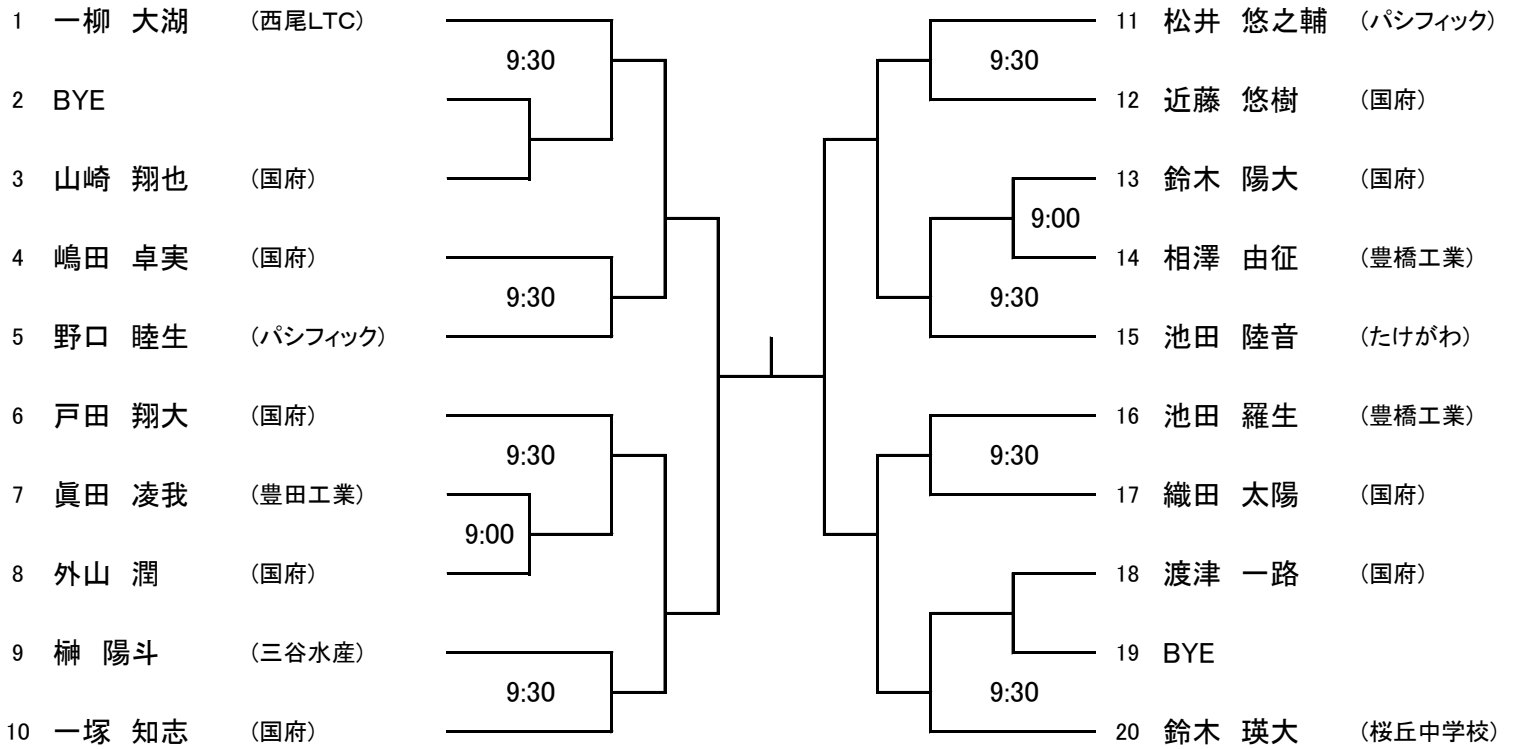 1 一柳 大湖 (西尾LTC)
9:30
2 BYE
3 山崎 翔也 (国府)
4 嶋田 卓実 (国府)
9:30
5 野口 睦生 (パシフィック)
6 戸田 翔大 (国府)
9:30
7 眞田 凌我 (豊田工業)
9:00
8 外山 潤 (国府)
9 榊 陽斗 (三谷水産)
9:30
10 一塚 知志 (国府)
11 松井 悠之輔 (パシフィック)
9:30
12 近藤 悠樹 (国府)
13 鈴木 陽大 (国府)
9:00
14 相澤 由征 (豊橋工業)
9:30
15 池田 陸音 (たけがわ)
16 池田 羅生 (豊橋工業)
9:30
17 織田 太陽 (国府)
18 渡津 一路 (国府)
19 BYE
9:30
20 鈴木 瑛大 (桜丘中学校)